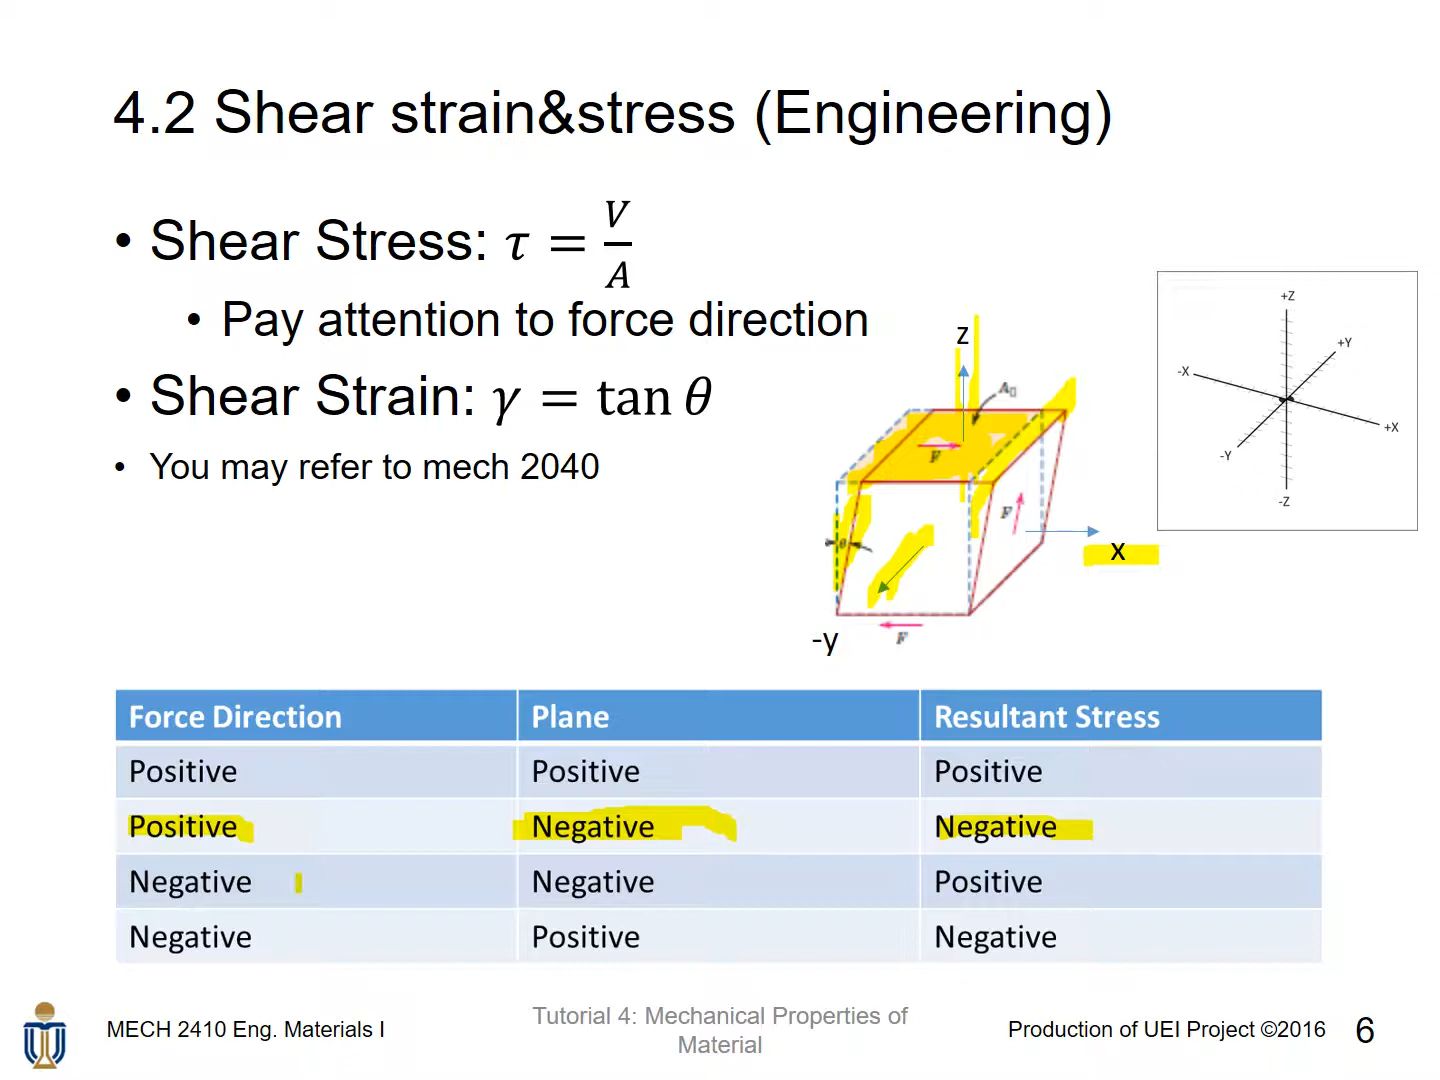 4.2 Shear strain&stress (Engineering)
• Shear Stress: τ = V/A
• Pay attention to force direction
• Shear Strain: γ = tan θ
• You may refer to mech 2040
z
A
F
F
θ
x
-y
F
+Z
+Y
-X
+X
-Y
-Z
Force Direction Plane Resultant Stress
Positive Positive Positive
Positive Negative Negative
Negative Negative Positive
Negative Positive Negative
MECH 2410 Eng. Materials I
Tutorial 4: Mechanical Properties of
Material
Production of UEI Project ©2016 6